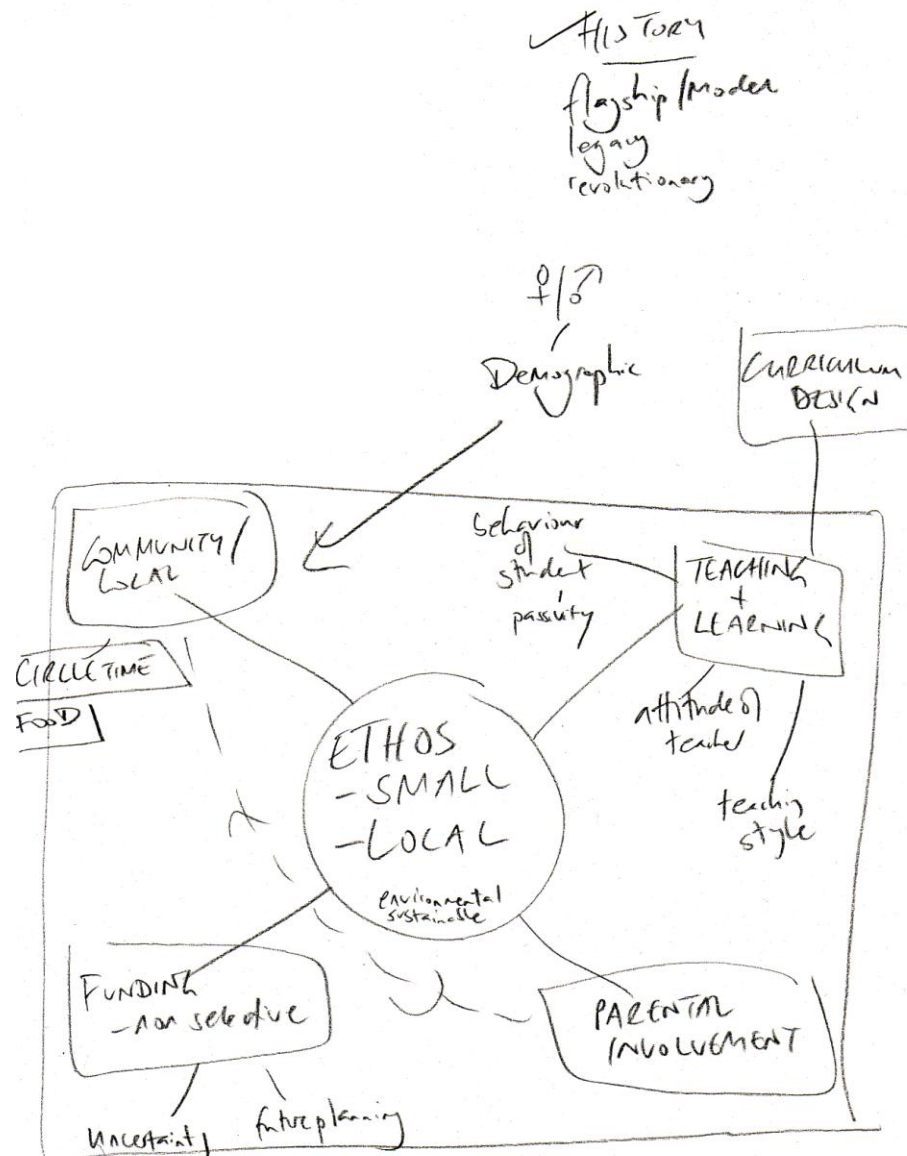 HISTORY
flagship/model
legacy
revolutionary
♀/♂
Demographic
CURRICULUM
DESIGN
COMMUNITY/
LOCAL
behaviour
of
student
passivity
TEACHING
+
LEARNING
CIRCLE TIME
FOOD
attitude of
teacher
teaching
style
ETHOS
- SMALL
- LOCAL
environmental
sustainable
FUNDING
- non selective
PARENTAL
INVOLVEMENT
uncertainty
future planning